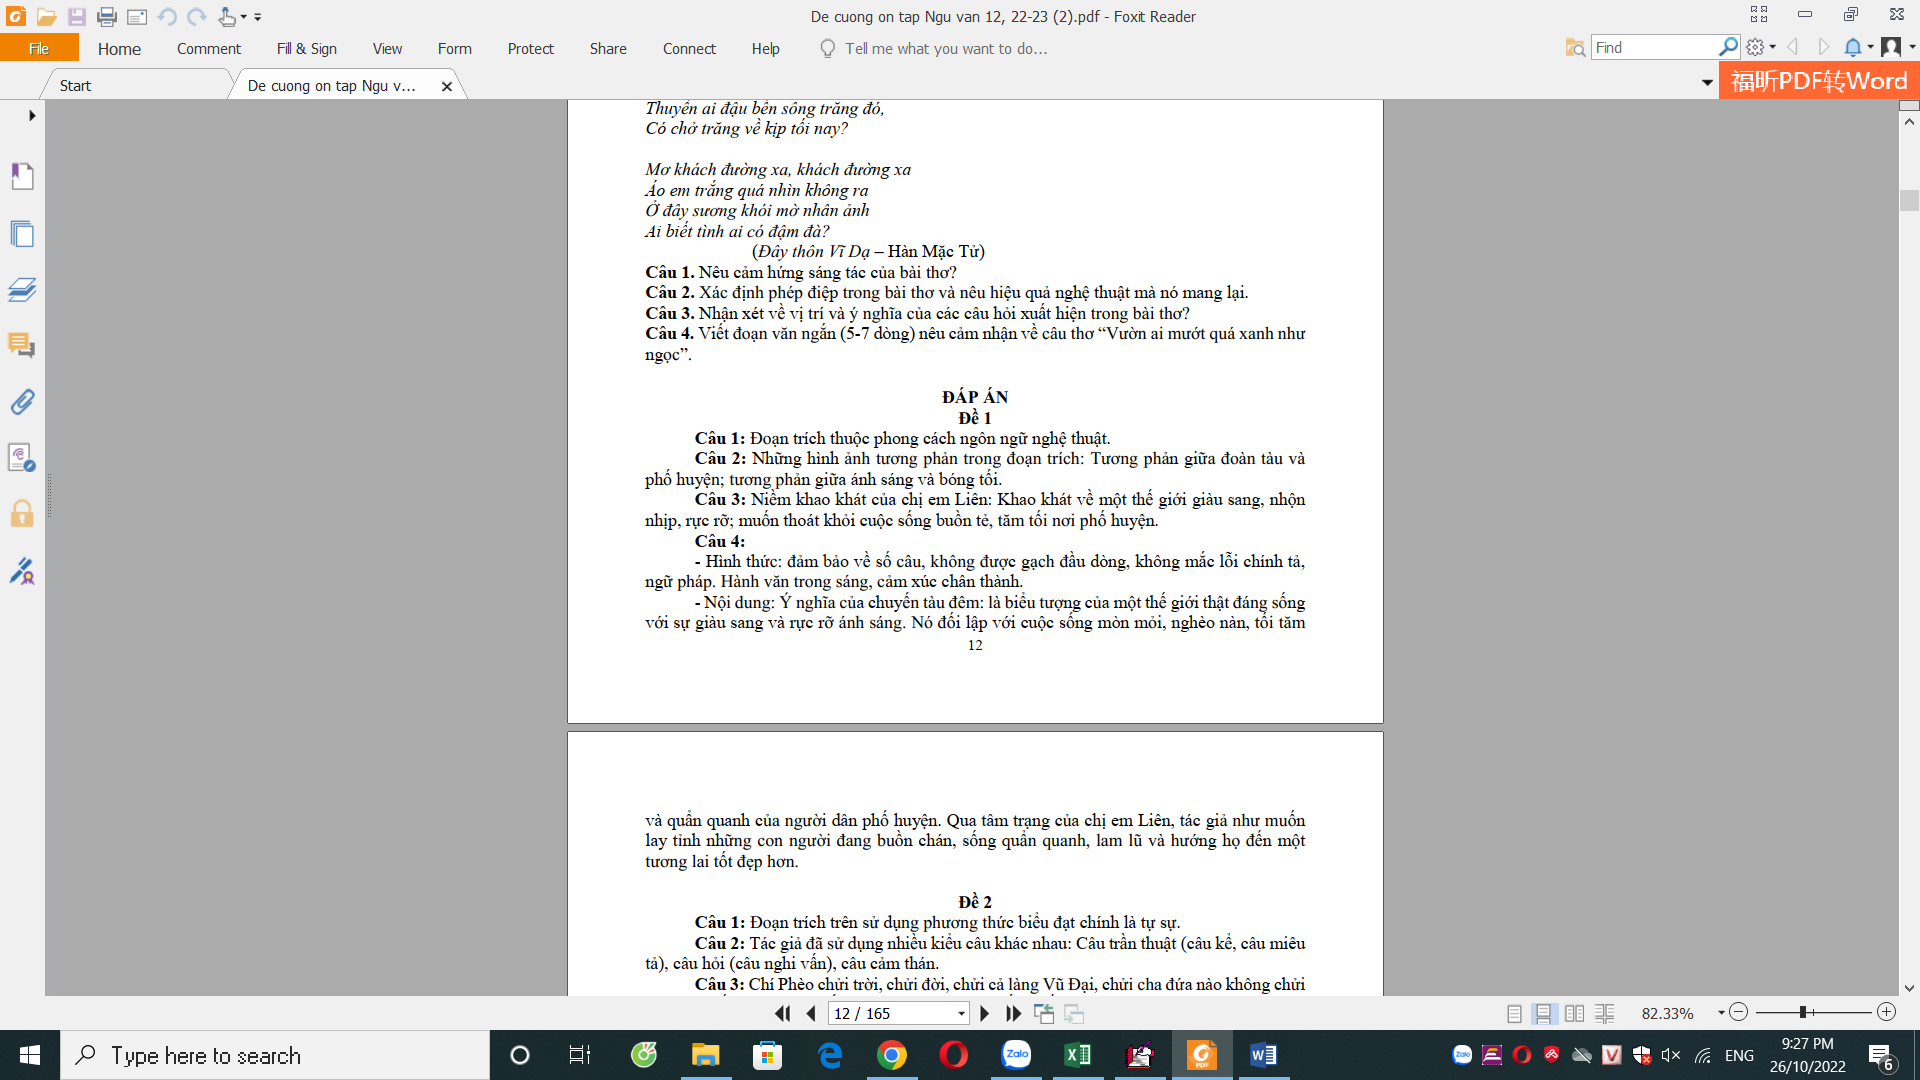 De cuong on tap Ngu van 12, 22-23 (2).pdf - Foxit Reader
File Home Comment Fill & Sign View Form Protect Share Connect Help Tell me what you want to do... Find
Start De cuong on tap Ngu v... 福昕PDF转Word
Thuyền ai đậu bến sông trăng đó,
Có chở trăng về kịp tối nay?
Mơ khách đường xa, khách đường xa
Áo em trắng quá nhìn không ra
Ở đây sương khói mờ nhân ảnh
Ai biết tình ai có đậm đà?
(Đây thôn Vĩ Dạ – Hàn Mặc Tử)
Câu 1. Nêu cảm hứng sáng tác của bài thơ?
Câu 2. Xác định phép điệp trong bài thơ và nêu hiệu quả nghệ thuật mà nó mang lại.
Câu 3. Nhận xét về vị trí và ý nghĩa của các câu hỏi xuất hiện trong bài thơ?
Câu 4. Viết đoạn văn ngắn (5-7 dòng) nêu cảm nhận về câu thơ “Vườn ai mướt quá xanh như
ngọc”.
ĐÁP ÁN
Đề 1
Câu 1: Đoạn trích thuộc phong cách ngôn ngữ nghệ thuật.
Câu 2: Những hình ảnh tương phản trong đoạn trích: Tương phản giữa đoàn tàu và
phố huyện; tương phản giữa ánh sáng và bóng tối.
Câu 3: Niềm khao khát của chị em Liên: Khao khát về một thế giới giàu sang, nhộn
nhịp, rực rỡ; muốn thoát khỏi cuộc sống buồn tẻ, tăm tối nơi phố huyện.
Câu 4:
- Hình thức: đảm bảo về số câu, không được gạch đầu dòng, không mắc lỗi chính tả,
ngữ pháp. Hành văn trong sáng, cảm xúc chân thành.
- Nội dung: Ý nghĩa của chuyến tàu đêm: là biểu tượng của một thế giới thật đáng sống
với sự giàu sang và rực rỡ ánh sáng. Nó đối lập với cuộc sống mòn mỏi, nghèo nàn, tối tăm
12
và quẩn quanh của người dân phố huyện. Qua tâm trạng của chị em Liên, tác giả như muốn
lay tỉnh những con người đang buồn chán, sống quẩn quanh, lam lũ và hướng họ đến một
tương lai tốt đẹp hơn.
Đề 2
Câu 1: Đoạn trích trên sử dụng phương thức biểu đạt chính là tự sự.
Câu 2: Tác giả đã sử dụng nhiều kiểu câu khác nhau: Câu trần thuật (câu kể, câu miêu
tả), câu hỏi (câu nghi vấn), câu cảm thán.
Câu 3: Chí Phèo chửi trời, chửi đời, chửi cả làng Vũ Đại, chửi cha đứa nào không chửi
12 / 165 82.33%
Type here to search Zalo ENG 9:27 PM
26/10/2022 6